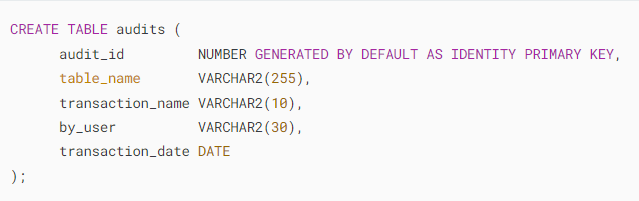 CREATE TABLE audits (
audit_id NUMBER GENERATED BY DEFAULT AS IDENTITY PRIMARY KEY,
table_name VARCHAR2(255),
transaction_name VARCHAR2(10),
by_user VARCHAR2(30),
transaction_date DATE
);